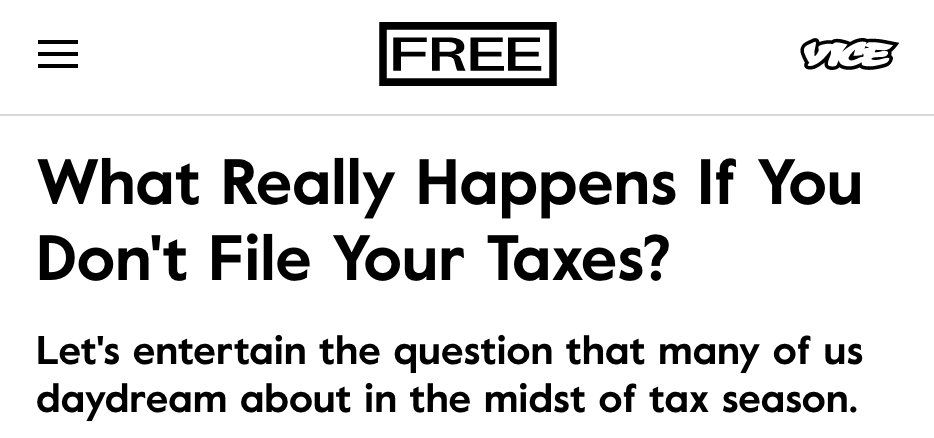 FREE
VICE
What Really Happens If You
Don't File Your Taxes?
Let's entertain the question that many of us
daydream about in the midst of tax season.